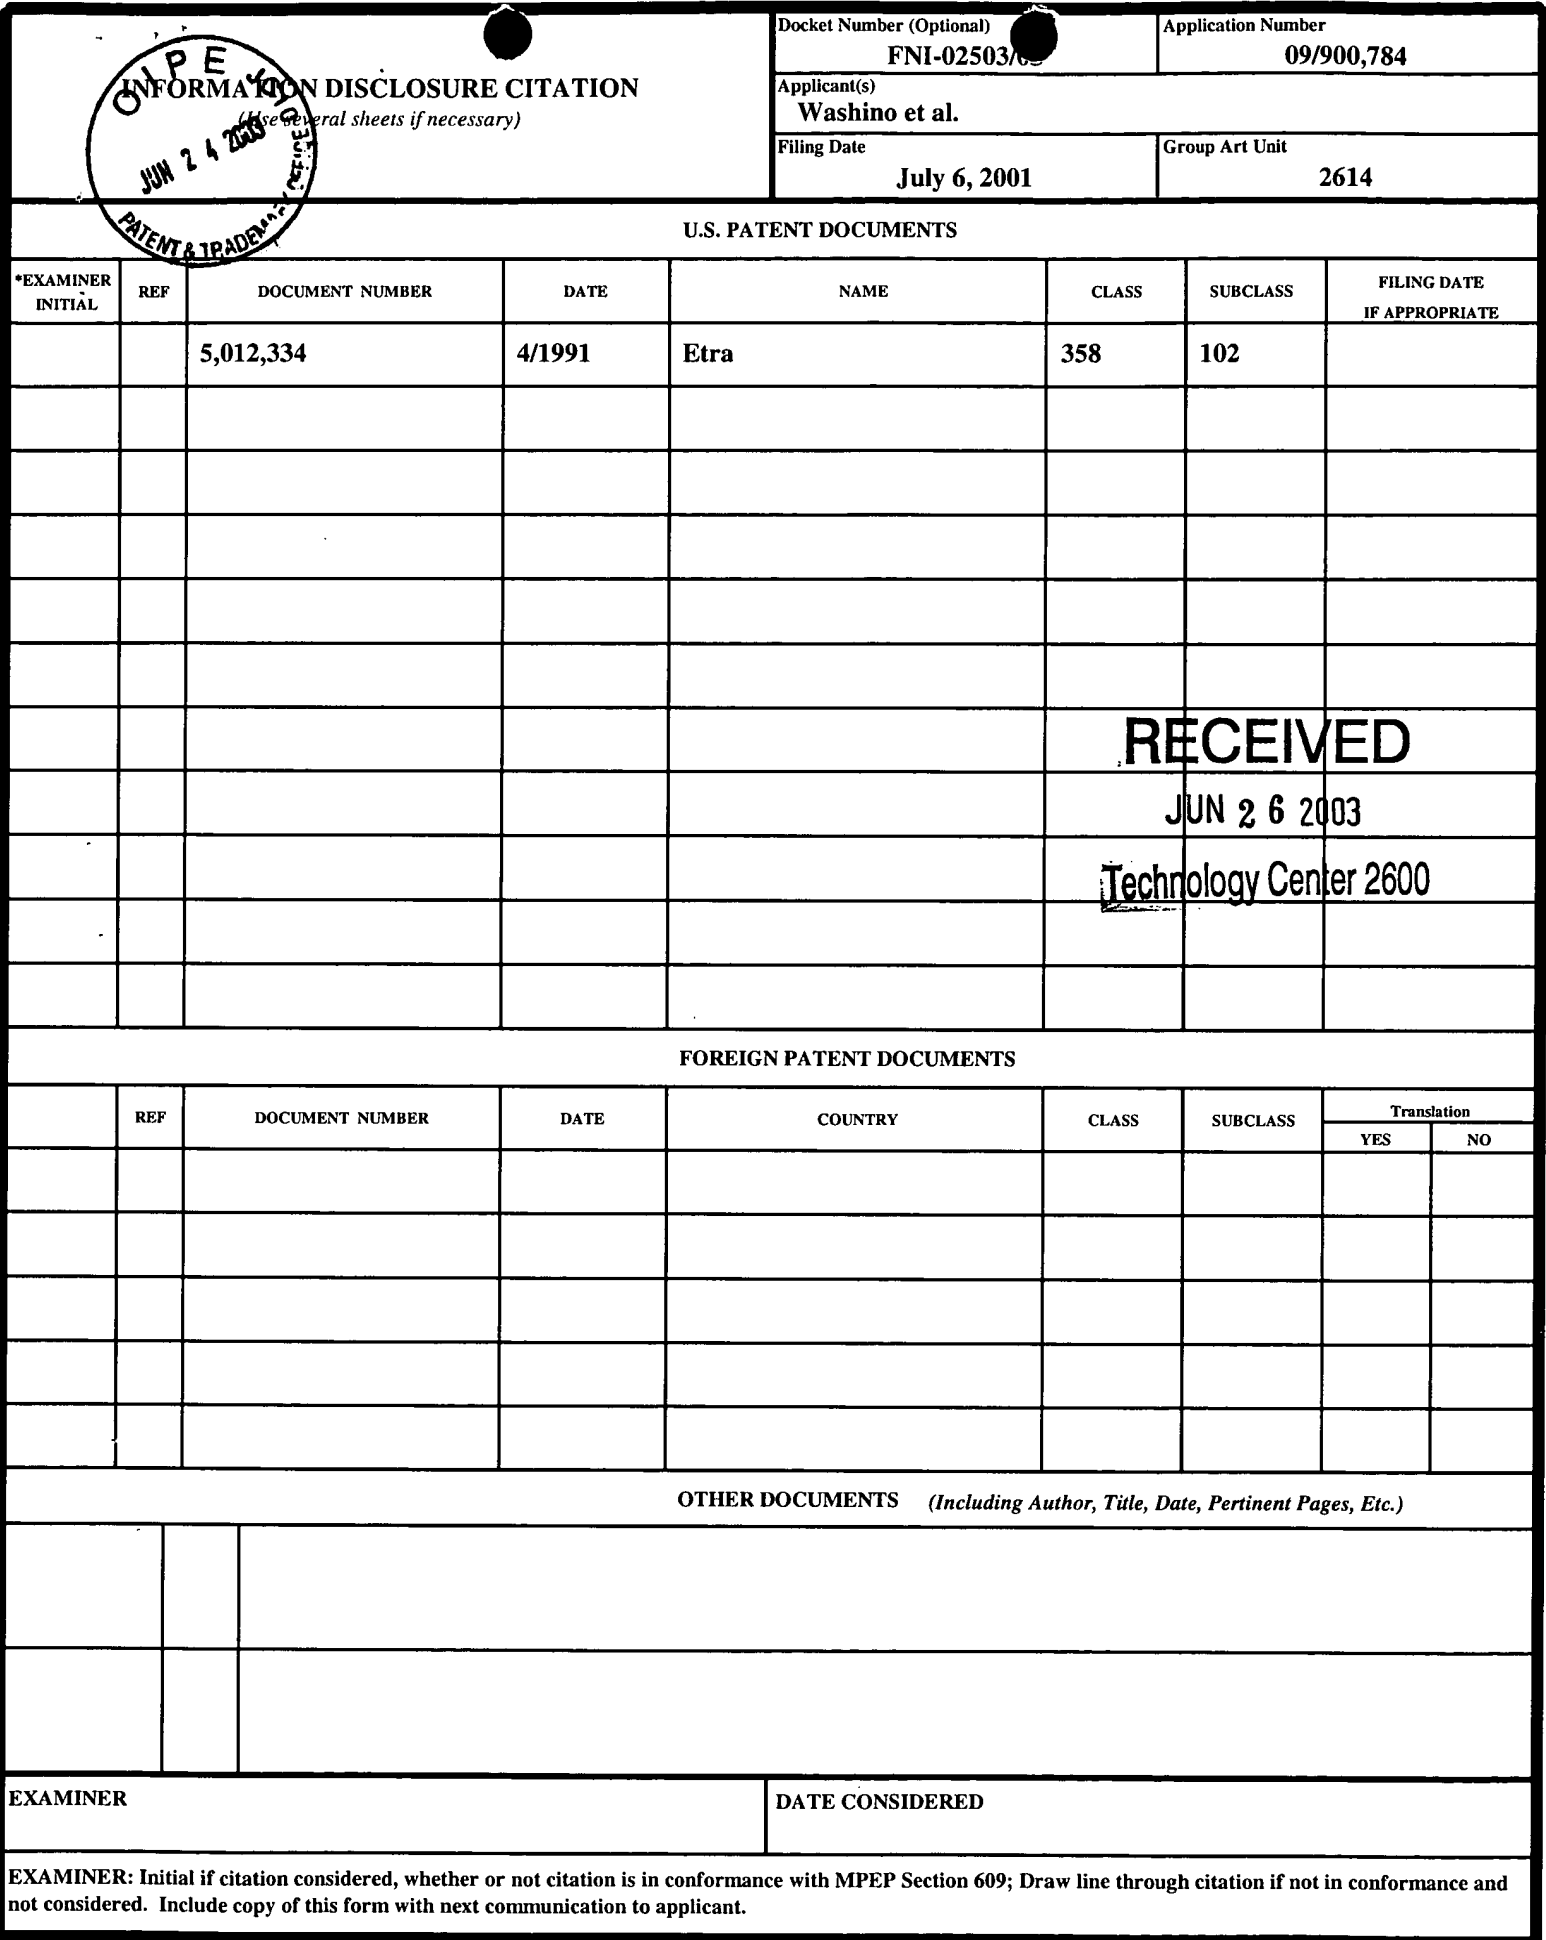 Docket Number (Optional)
FNI-02503/
Application Number
09/900,784
INFORMATION DISCLOSURE CITATION
(Use several sheets if necessary)
Applicant(s)
Washino et al.
Filing Date
July 6, 2001
Group Art Unit
2614
O I P E
JUN 2 4 2003
PATENT & TRADEMARK OFFICE
U.S. PATENT DOCUMENTS
*EXAMINER INITIAL
REF
DOCUMENT NUMBER
DATE
NAME
CLASS
SUBCLASS
FILING DATE
IF APPROPRIATE
5,012,334 4/1991 Etra 358 102
RECEIVED
JUN 2 6 2003
Technology Center 2600
FOREIGN PATENT DOCUMENTS
REF
DOCUMENT NUMBER
DATE
COUNTRY
CLASS
SUBCLASS
Translation
YES
NO
OTHER DOCUMENTS (Including Author, Title, Date, Pertinent Pages, Etc.)
EXAMINER
DATE CONSIDERED
EXAMINER: Initial if citation considered, whether or not citation is in conformance with MPEP Section 609; Draw line through citation if not in conformance and
not considered. Include copy of this form with next communication to applicant.